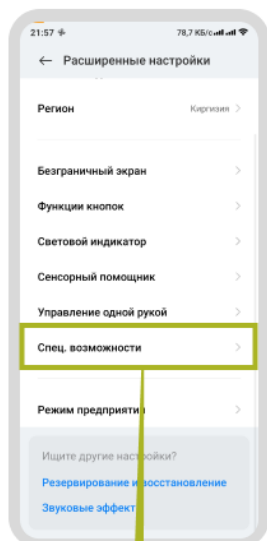 21:57 78,7 КБ/с
← Расширенные настройки
Регион Киргизия >
Безграничный экран >
Функции кнопок >
Световой индикатор >
Сенсорный помощник >
Управление одной рукой >
Спец. возможности >
Режим предприятия >
Ищите другие настройки?
Резервирование и восстановление
Звуковые эффекты